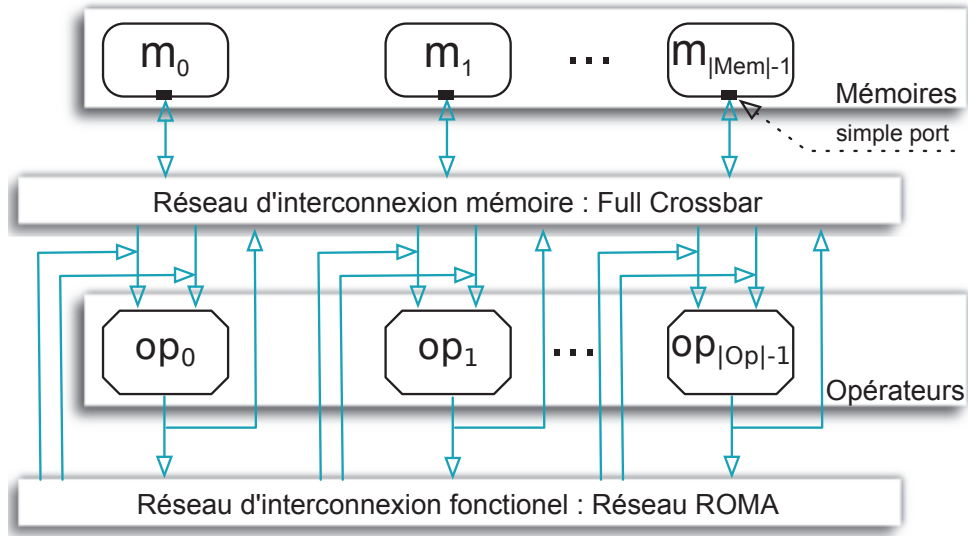 m0 m1 ... m|Mem|-1
Mémoires
simple port
Réseau d'interconnexion mémoire : Full Crossbar
op0 op1 ... op|Op|-1
Opérateurs
Réseau d'interconnexion fonctionel : Réseau ROMA